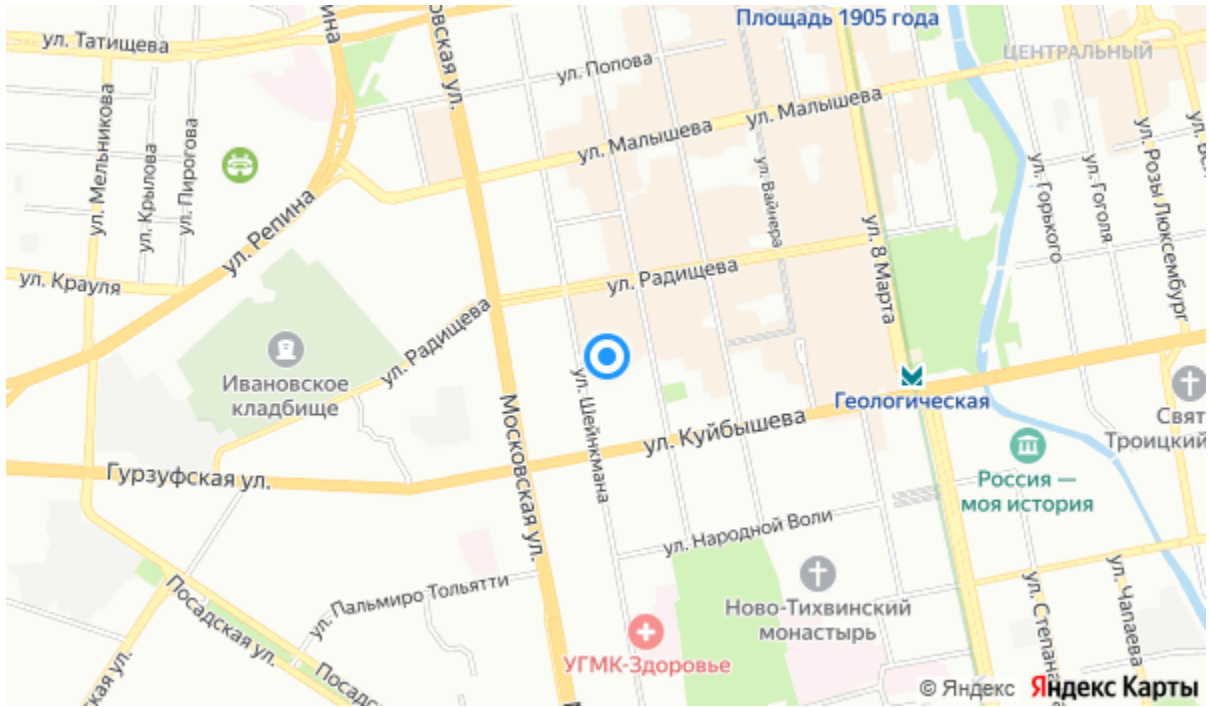 Площадь 1905 года
ул. Татищева
ЦЕНТРАЛЬНЫЙ
ул. Попова
ул. Малышева
ул. Малышева
ул. Мельникова
ул. Крылова
ул. Пирогова
ул. Репина
ул. Вайнера
ул. Горького
ул. Гоголя
ул. Розы Люксембург
ул. 8 Марта
ул. Крауля
ул. Радищева
ул. Радищева
Ивановское
кладбище
Геологическая
ул. Куйбышева
ул. Шейнкмана
Московская ул.
Гурзуфская ул.
Троицкий
Россия —
моя история
ул. Народной Воли
ул. Пальмиро Тольятти
Посадская ул.
Ново-Тихвинский
монастырь
УГМК-Здоровье
ул. Степана
ул. Чапаева
© Яндекс Яндекс Карты